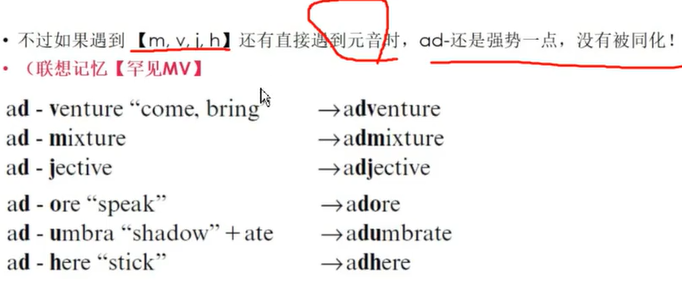 • 不过如果遇到【m, v, j, h】还有直接遇到元音时，ad-还是强势一点，没有被同化！
• （联想记忆【罕见MV】
ad - venture “come, bring” →adventure
ad - mixture →admixture
ad - jective →adjective
ad - ore “speak” →adore
ad - umbra “shadow”＋ate →adumbrate
ad - here “stick” →adhere